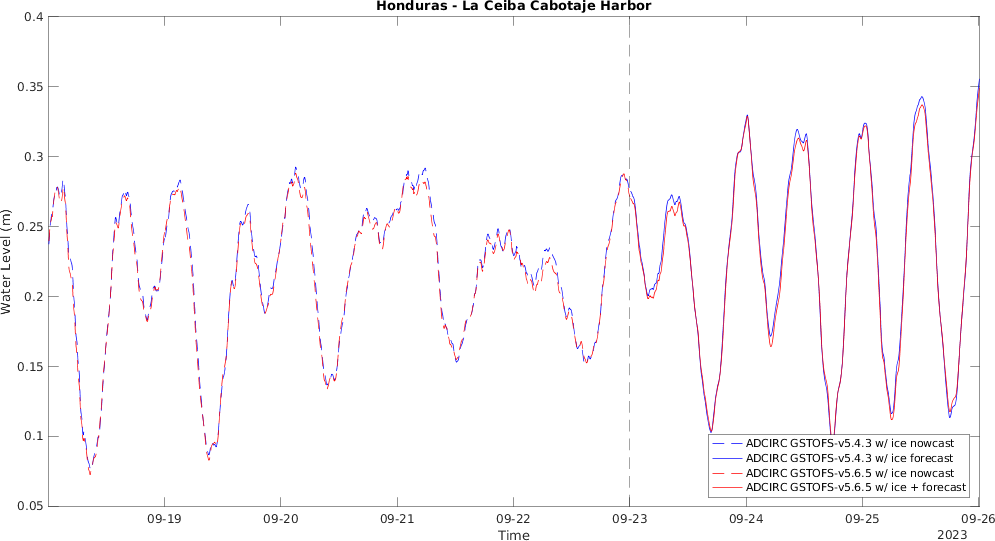 Honduras - La Ceiba Cabotaje Harbor
0.4
0.35
0.3
0.25
0.2
0.15
0.1
0.05
Water Level (m)
09-19
09-20
09-21
09-22
09-23
09-24
09-25
09-26
Time
2023
ADCIRC GSTOFS-v5.4.3 w/ ice nowcast
ADCIRC GSTOFS-v5.4.3 w/ ice forecast
ADCIRC GSTOFS-v5.6.5 w/ ice nowcast
ADCIRC GSTOFS-v5.6.5 w/ ice + forecast